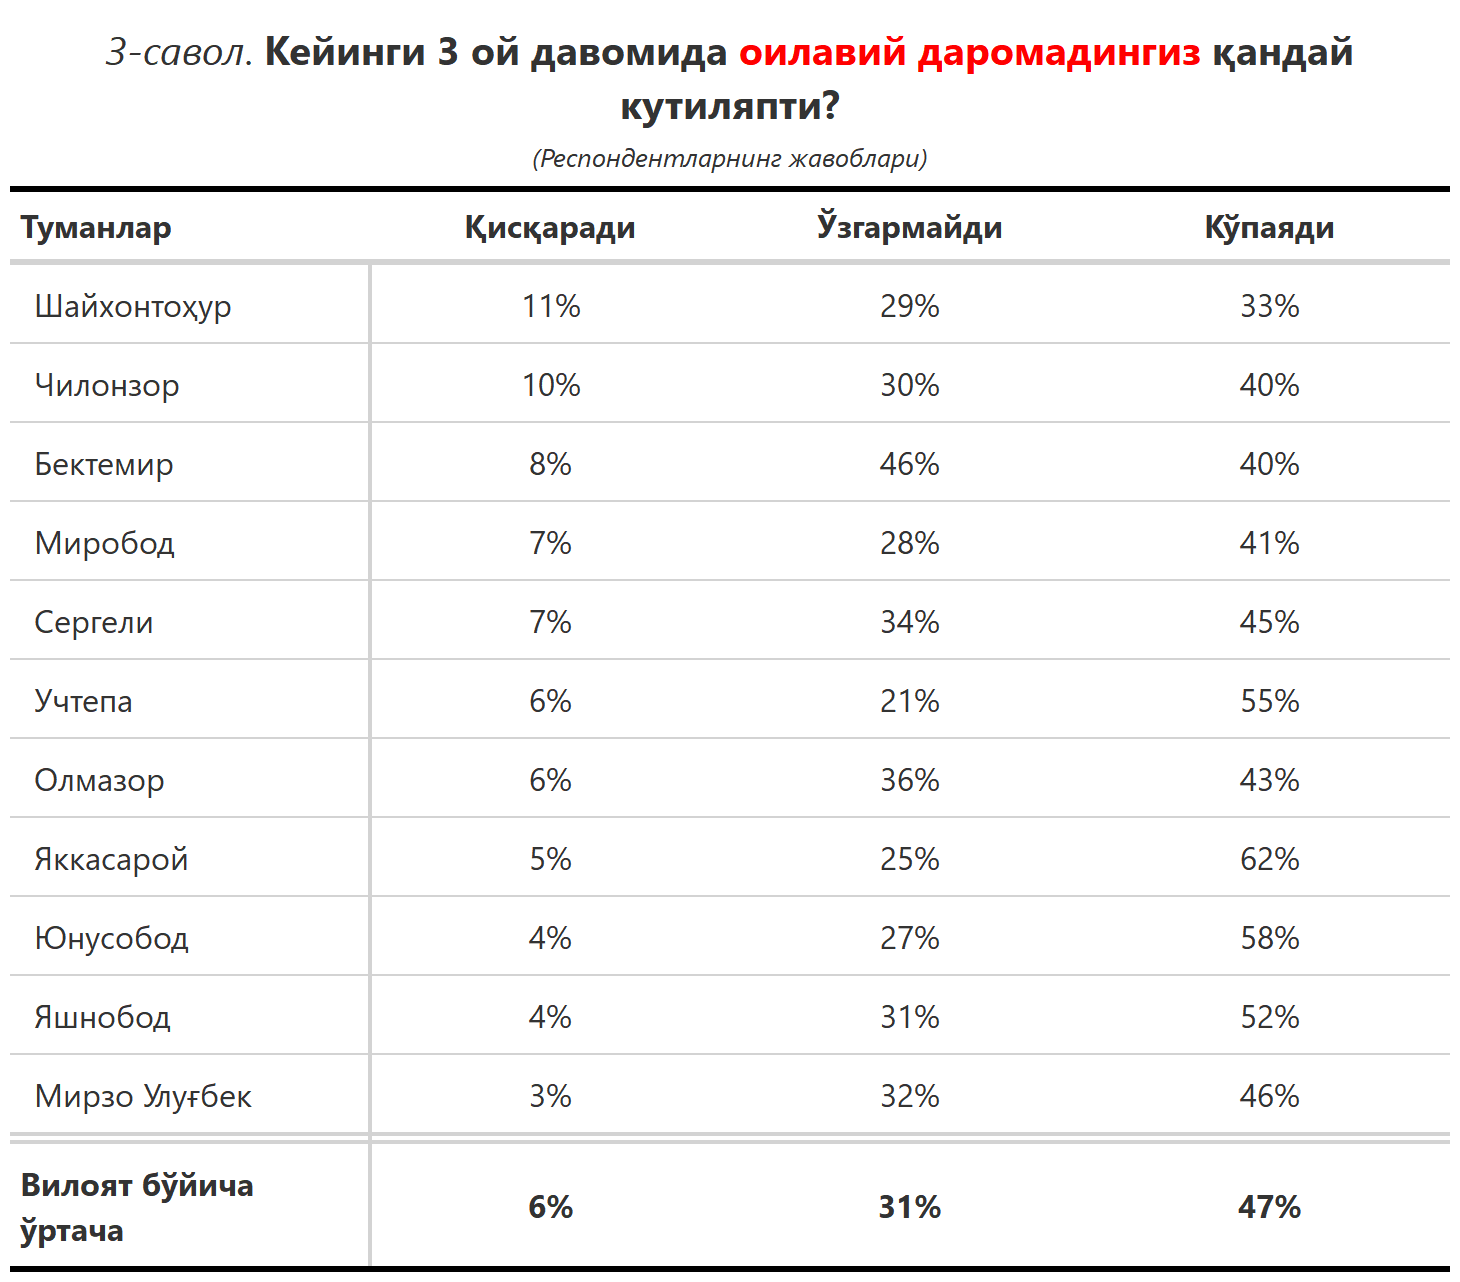 3-савол. Кейинги 3 ой давомида оилавий даромадингиз қандай
кутиляпти?
(Респондентларнинг жавоблари)
Туманлар Қисқаради Ўзгармайди Кўпаяди
Шайхонтоҳур 11% 29% 33%
Чилонзор 10% 30% 40%
Бектемир 8% 46% 40%
Миробод 7% 28% 41%
Сергели 7% 34% 45%
Учтепа 6% 21% 55%
Олмазор 6% 36% 43%
Яккасарой 5% 25% 62%
Юнусобод 4% 27% 58%
Яшнобод 4% 31% 52%
Мирзо Улуғбек 3% 32% 46%
Вилоят бўйича
ўртача 6% 31% 47%